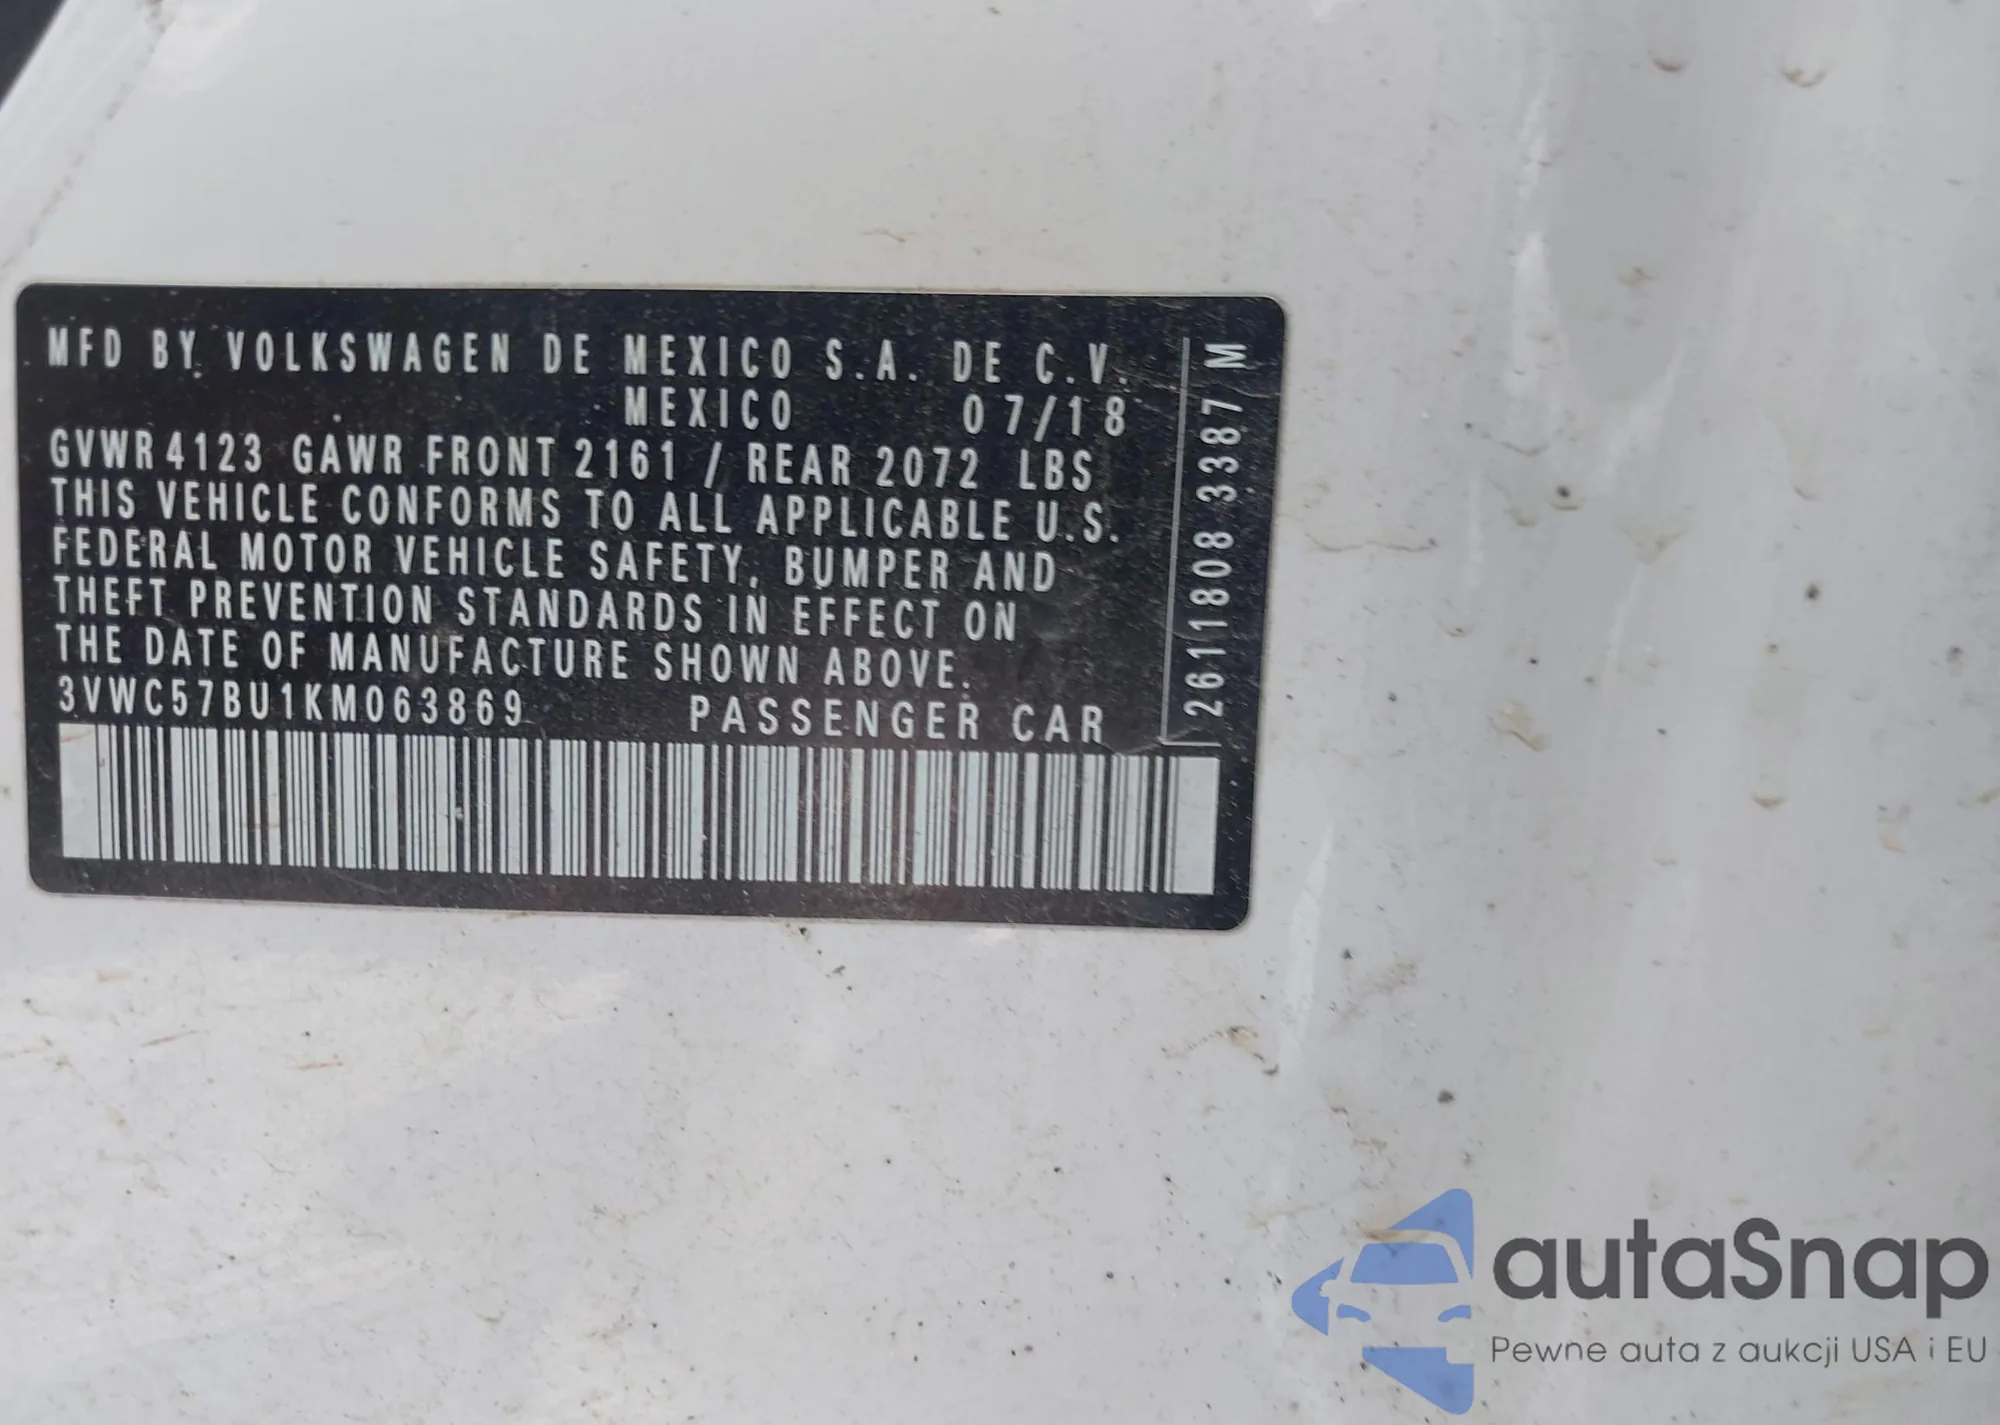 MFD BY VOLKSWAGEN DE MEXICO S.A. DE C.V.
MEXICO 07/18
GVWR 4123 GAWR FRONT 2161 / REAR 2072 LBS
THIS VEHICLE CONFORMS TO ALL APPLICABLE U.S.
FEDERAL MOTOR VEHICLE SAFETY, BUMPER AND
THEFT PREVENTION STANDARDS IN EFFECT ON
THE DATE OF MANUFACTURE SHOWN ABOVE.
3VWC57BU1KM063869 PASSENGER CAR
2611808 3387 M
autaSnap
Pewne auta z aukcji USA i EU